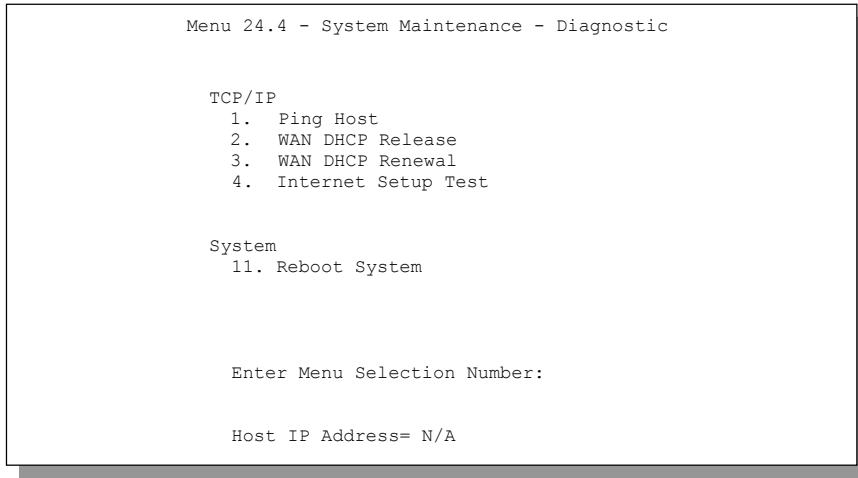 Menu 24.4 - System Maintenance - Diagnostic
TCP/IP
1. Ping Host
2. WAN DHCP Release
3. WAN DHCP Renewal
4. Internet Setup Test
System
11. Reboot System
Enter Menu Selection Number:
Host IP Address= N/A